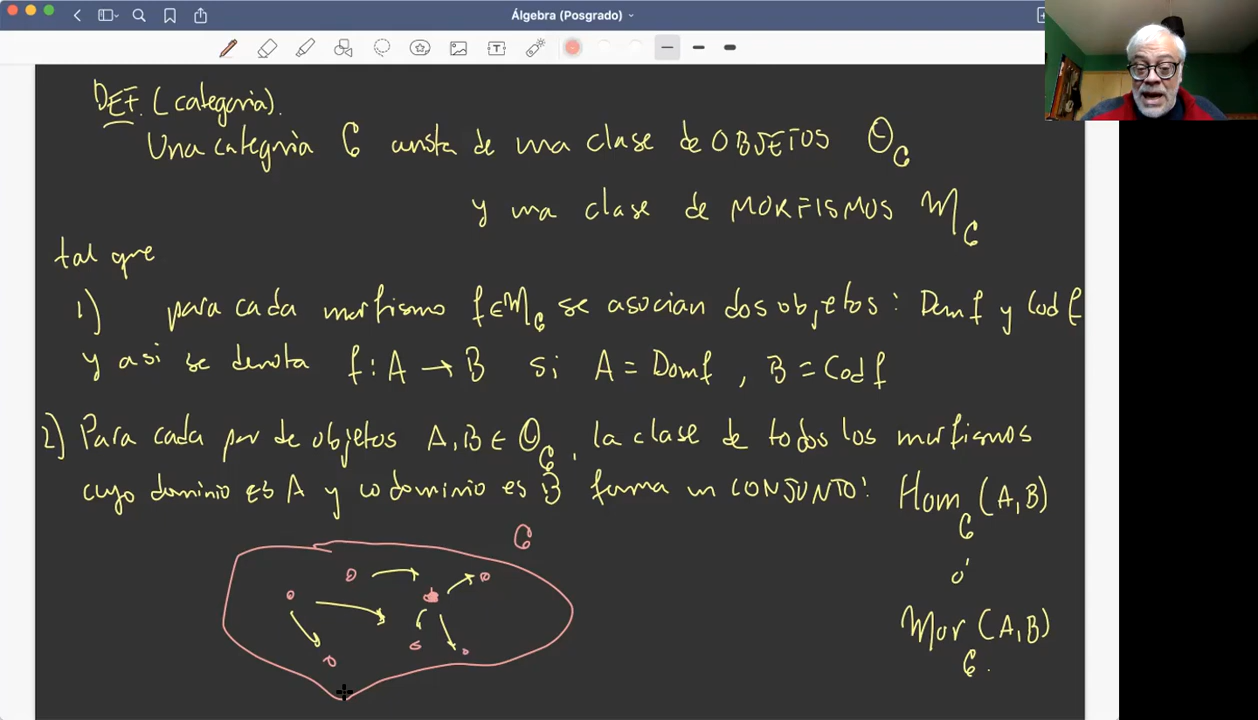 Álgebra (Posgrado)
DEF. (categoria).
Una categoria C consta de una clase de OBJETOS O_C
y una clase de MORFISMOS M_C
tal que
1) para cada morfismo f ∈ M_C se asocian dos objetos: Dom f y Cod f
y asi se denota f: A → B si A = Dom f, B = Cod f
2) Para cada par de objetos A, B ∈ O_C, la clase de todos los morfismos
cuyo dominio es A y codominio es B forma un CONJUNTO: Hom_C (A, B)
C
ó
Mor_C (A, B)